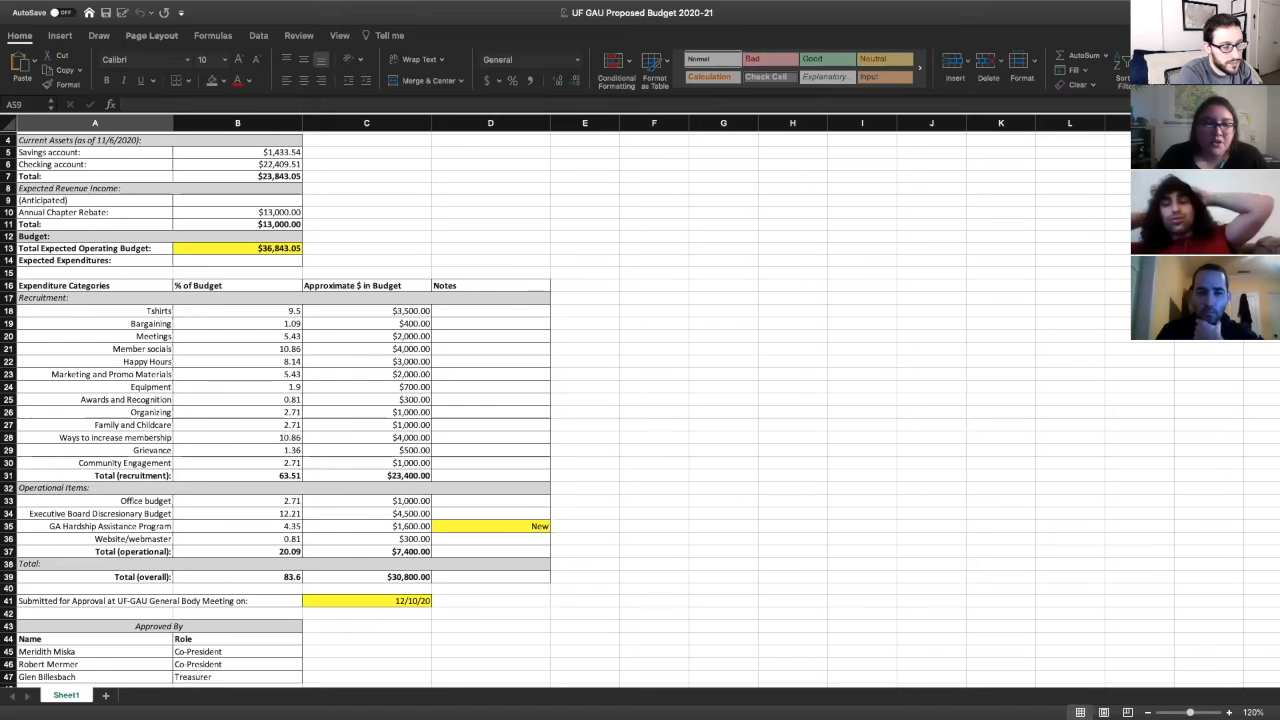 AutoSave OFF UF GAU Proposed Budget 2020-21
Home Insert Draw Page Layout Formulas Data Review View Tell me
Paste Cut Copy Format Calibri 10 B I U A Wrap Text Merge & Center General $ % Conditional Formatting Format as Table Normal Bad Good Neutral Calculation Check Cell Explanatory... Input Insert Delete Format AutoSum Fill Clear
A59 fx
A B C D E F G H I J K L
4 Current Assets (as of 11/6/2020):
5 Savings account: $1,433.54
6 Checking account: $22,409.51
7 Total: $23,843.05
8 Expected Revenue Income:
9 (Anticipated)
10 Annual Chapter Rebate: $13,000.00
11 Total: $13,000.00
12 Budget:
13 Total Expected Operating Budget: $36,843.05
14 Expected Expenditures:
15
16 Expenditure Categories % of Budget Approximate $ in Budget Notes
17 Recruitment:
18 Tshirts 9.5 $3,500.00
19 Bargaining 1.09 $400.00
20 Meetings 5.43 $2,000.00
21 Member socials 10.86 $4,000.00
22 Happy Hours 8.14 $3,000.00
23 Marketing and Promo Materials 5.43 $2,000.00
24 Equipment 1.9 $700.00
25 Awards and Recognition 0.81 $300.00
26 Organizing 2.71 $1,000.00
27 Family and Childcare 2.71 $1,000.00
28 Ways to increase membership 10.86 $4,000.00
29 Grievance 1.36 $500.00
30 Community Engagement 2.71 $1,000.00
31 Total (recruitment): 63.51 $23,400.00
32 Operational Items:
33 Office budget 2.71 $1,000.00
34 Executive Board Discresionary Budget 12.21 $4,500.00
35 GA Hardship Assistance Program 4.35 $1,600.00 New
36 Website/webmaster 0.81 $300.00
37 Total (operational): 20.09 $7,400.00
38 Total:
39 Total (overall): 83.6 $30,800.00
40
41 Submitted for Approval at UF-GAU General Body Meeting on: 12/10/20
42
43 Approved By
44 Name Role
45 Meridith Miska Co-President
46 Robert Mermer Co-President
47 Glen Billesbach Treasurer
Sheet1 +
120%